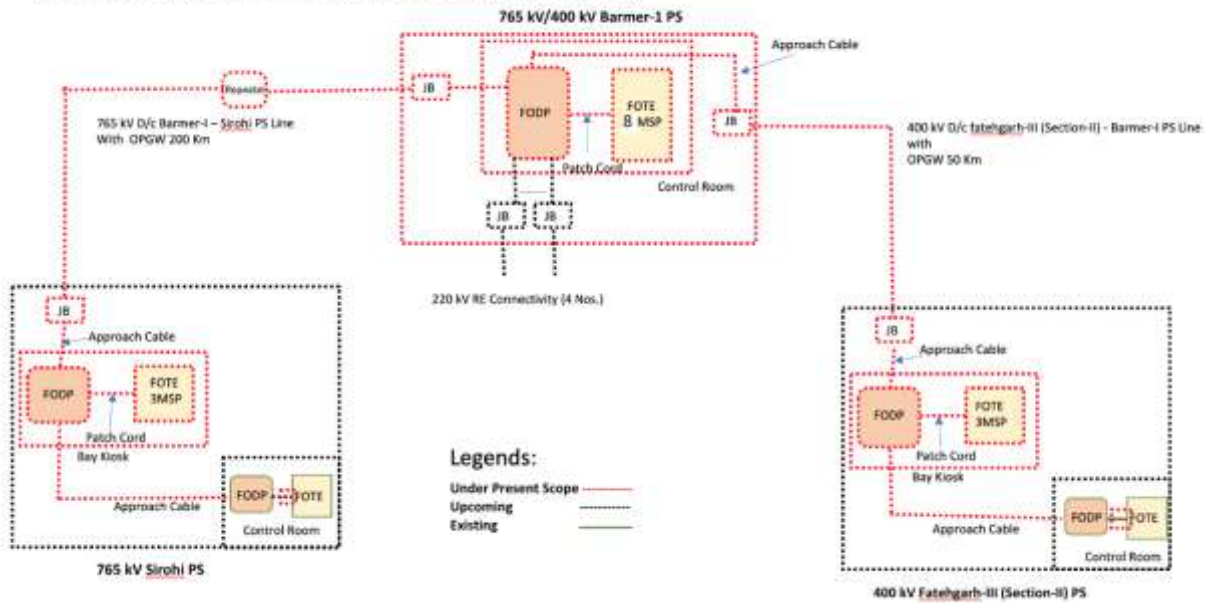 765 kV/400 kV Barmer-1 PS
Approach Cable
Repeater
JB
FODP
FOTE
8 MSP
JB
765 kV D/c Barmer-I – Sirohi PS Line
With OPGW 200 Km
400 kV D/c fatehgarh-III (Section-II) - Barmer-I PS Line
with
OPGW 50 Km
Patch Cord
Control Room
JB
JB
220 kV RE Connectivity (4 Nos.)
JB
Approach Cable
FODP
FOTE
3MSP
Patch Cord
Bay Kiosk
Approach Cable
FODP
FOTE
Control Room
765 kV Sirohi PS
Legends:
Under Present Scope
Upcoming
Existing
JB
Approach Cable
FODP
FOTE
3MSP
Patch Cord
Bay Kiosk
Approach Cable
FODP
FOTE
Control Room
400 kV Fatehgarh-III (Section-II) PS